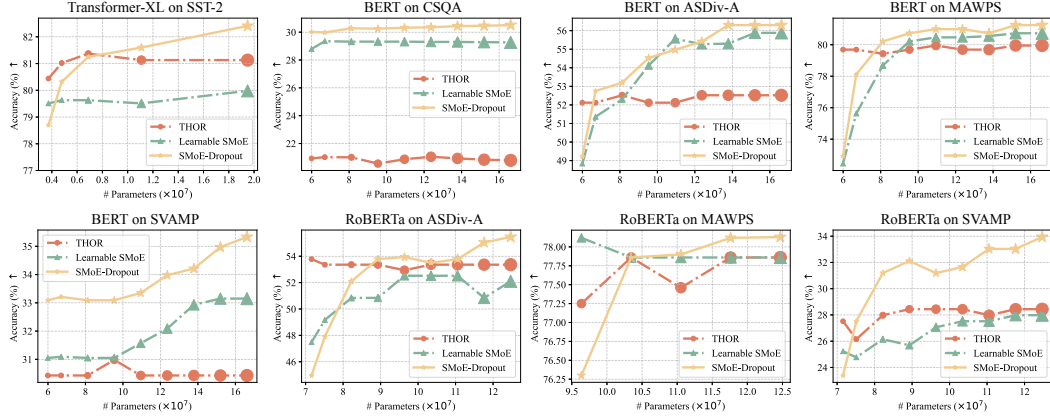 Transformer-XL on SST-2
Accuracy (%) ↑
82
81
80
79
78
77
THOR
Learnable SMoE
SMoE-Dropout
0.4 0.6 0.8 1.0 1.2 1.4 1.6 1.8 2.0
# Parameters (×10⁷)
BERT on CSQA
Accuracy (%) ↑
30
28
26
24
22
THOR
Learnable SMoE
SMoE-Dropout
6 8 10 12 14 16
# Parameters (×10⁷)
BERT on ASDiv-A
Accuracy (%) ↑
56
55
54
53
52
51
50
49
THOR
Learnable SMoE
SMoE-Dropout
6 8 10 12 14 16
# Parameters (×10⁷)
BERT on MAWPS
Accuracy (%) ↑
80
78
76
74
THOR
Learnable SMoE
SMoE-Dropout
6 8 10 12 14 16
# Parameters (×10⁷)
BERT on SVAMP
Accuracy (%) ↑
35
34
33
32
31
THOR
Learnable SMoE
SMoE-Dropout
6 8 10 12 14 16
# Parameters (×10⁷)
RoBERTa on ASDiv-A
Accuracy (%) ↑
54
52
50
48
46
THOR
Learnable SMoE
SMoE-Dropout
7 8 9 10 11 12
# Parameters (×10⁷)
RoBERTa on MAWPS
Accuracy (%) ↑
78.00
77.75
77.50
77.25
77.00
76.75
76.50
76.25
THOR
Learnable SMoE
SMoE-Dropout
9.5 10.0 10.5 11.0 11.5 12.0 12.5
# Parameters (×10⁷)
RoBERTa on SVAMP
Accuracy (%) ↑
34
32
30
28
26
24
THOR
Learnable SMoE
SMoE-Dropout
7 8 9 10 11 12
# Parameters (×10⁷)